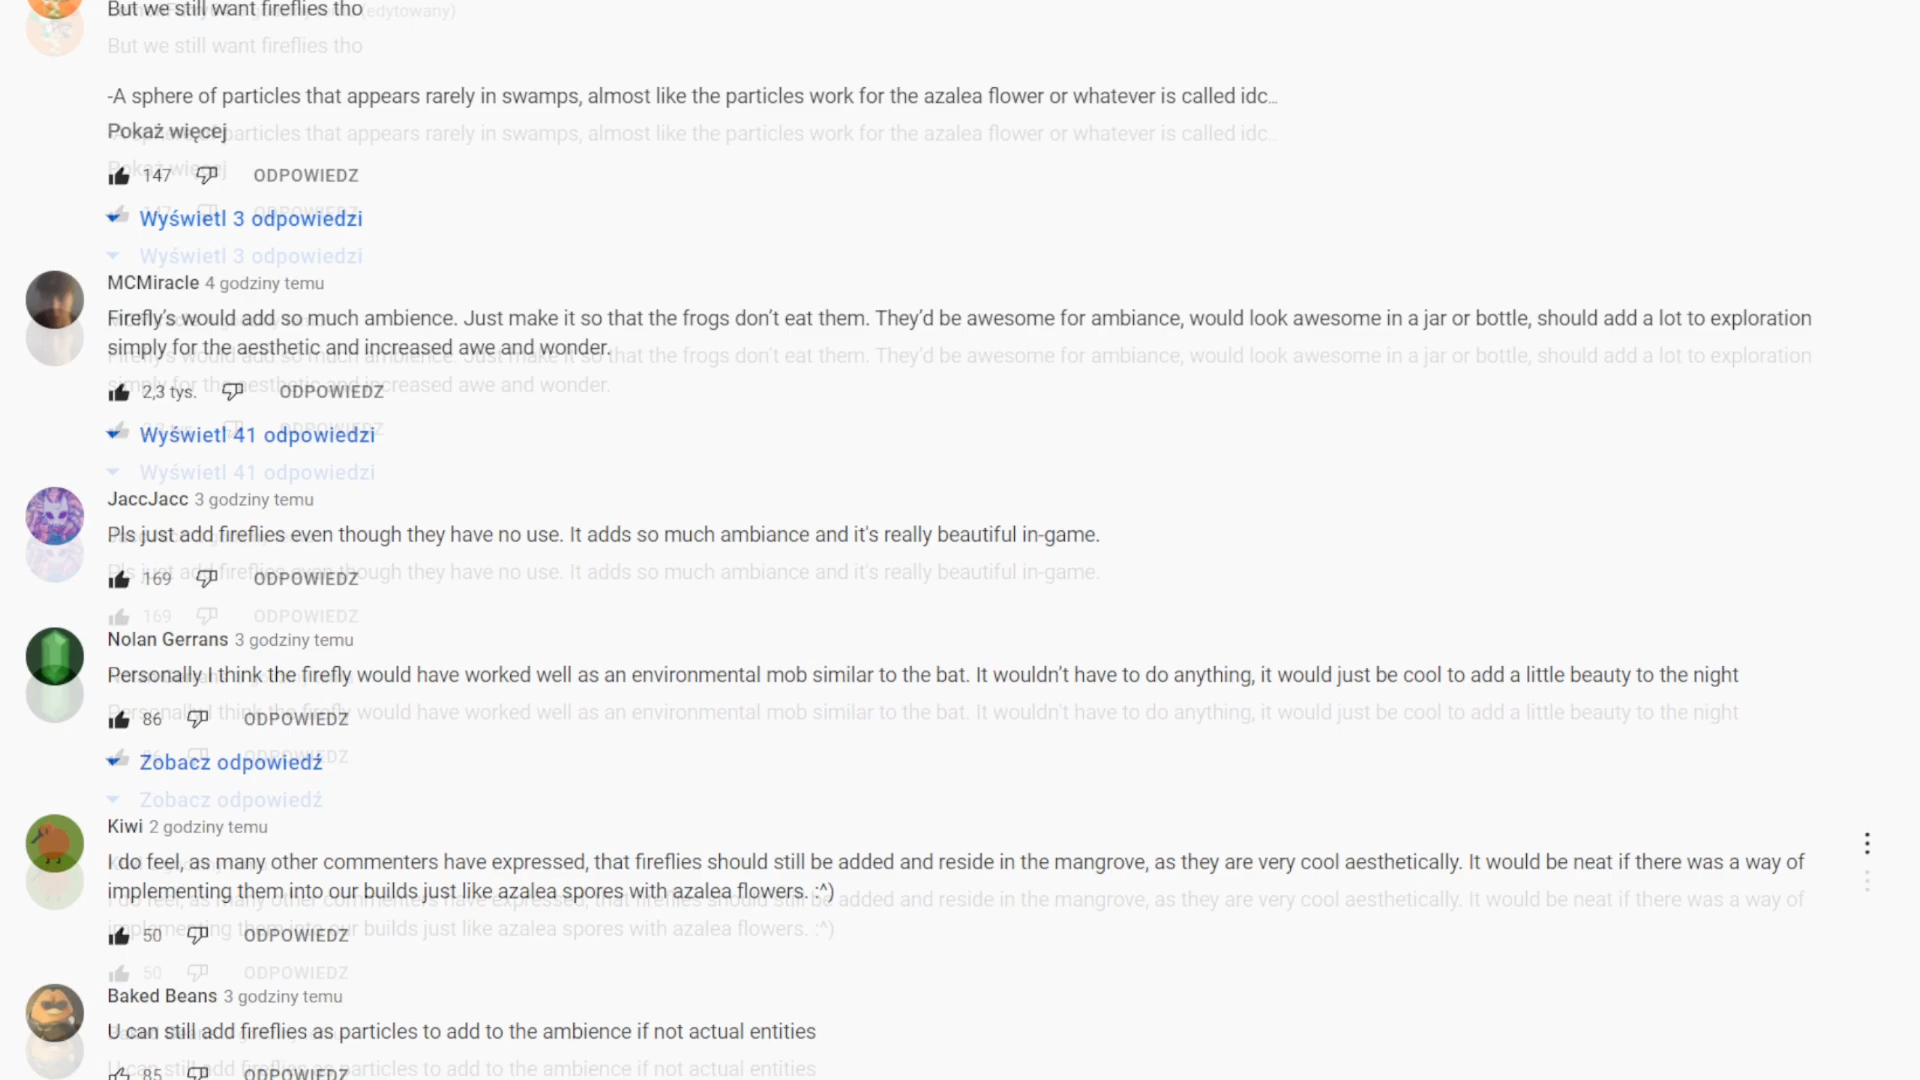 But we still want fireflies tho
(edytowany)
-A sphere of particles that appears rarely in swamps, almost like the particles work for the azalea flower or whatever is called idc...
Pokaż więcej
147 ODPOWIEDZ
Wyświetl 3 odpowiedzi
MCMiracle 4 godziny temu
Firefly’s would add so much ambience. Just make it so that the frogs don’t eat them. They’d be awesome for ambiance, would look awesome in a jar or bottle, should add a lot to exploration
simply for the aesthetic and increased awe and wonder.
2,3 tys. ODPOWIEDZ
Wyświetl 41 odpowiedzi
JaccJacc 3 godziny temu
Pls just add fireflies even though they have no use. It adds so much ambiance and it's really beautiful in-game.
169 ODPOWIEDZ
Nolan Gerrans 3 godziny temu
Personally I think the firefly would have worked well as an environmental mob similar to the bat. It wouldn’t have to do anything, it would just be cool to add a little beauty to the night
86 ODPOWIEDZ
Zobacz odpowiedź
Kiwi 2 godziny temu
I do feel, as many other commenters have expressed, that fireflies should still be added and reside in the mangrove, as they are very cool aesthetically. It would be neat if there was a way of
implementing them into our builds just like azalea spores with azalea flowers. :^)
50 ODPOWIEDZ
Baked Beans 3 godziny temu
U can still add fireflies as particles to add to the ambience if not actual entities
85 ODPOWIEDZ